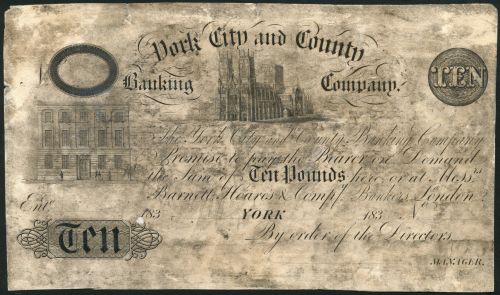 York City and County
Banking Company.
TEN
The York City and County Banking Company
Promise to pay the Bearer on Demand
the Sum of Ten Pounds here or at Mess.rs
Barnett, Hoares & Comp.y Bankers London
Ent.d 183 YORK 183
By order of the Directors
Ten
MANAGER.